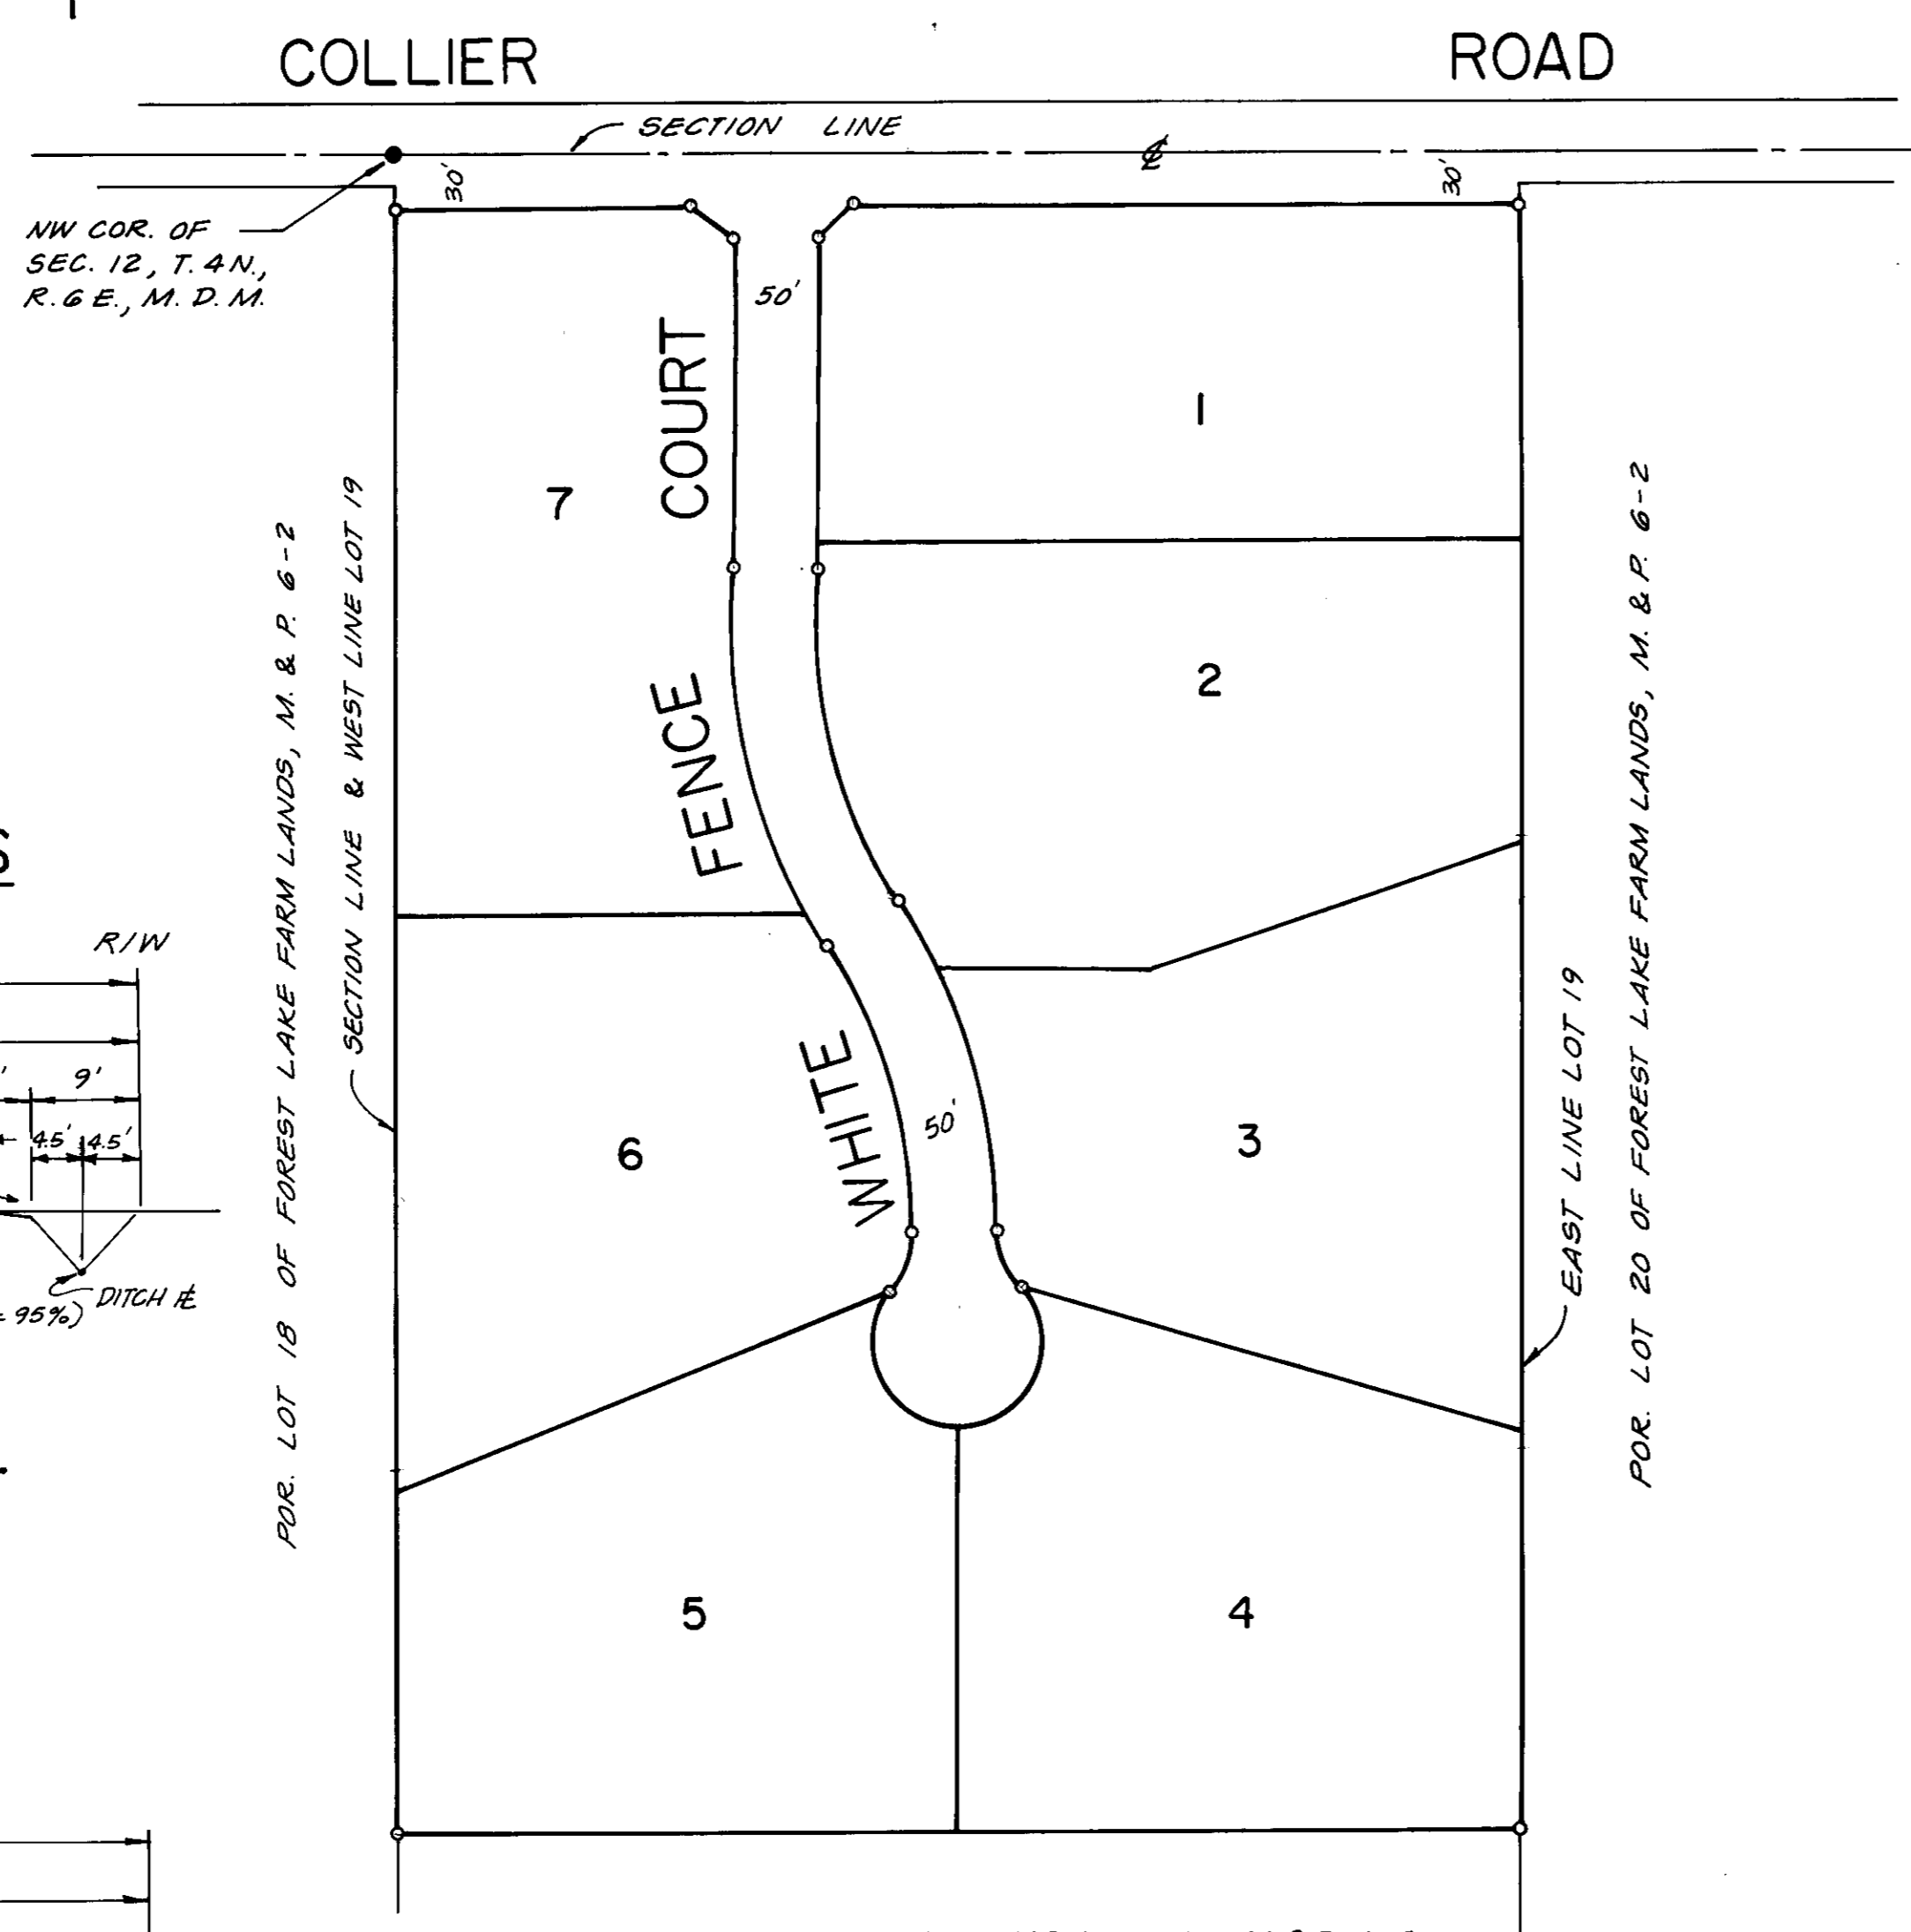 COLLIER ROAD
SECTION LINE
30'
30'
NW COR. OF
SEC. 12, T. 4 N.,
R. 6 E., M. D. M.
50'
WHITE FENCE COURT
1
7
2
6
3
50'
5
4
POR. LOT 18 OF FOREST LAKE FARM LANDS, M. & P. 6-2
SECTION LINE & WEST LINE LOT 19
EAST LINE LOT 19
POR. LOT 20 OF FOREST LAKE FARM LANDS, M. & P. 6-2
R/W
9'
4.5' 4.5'
DITCH
= 95%)